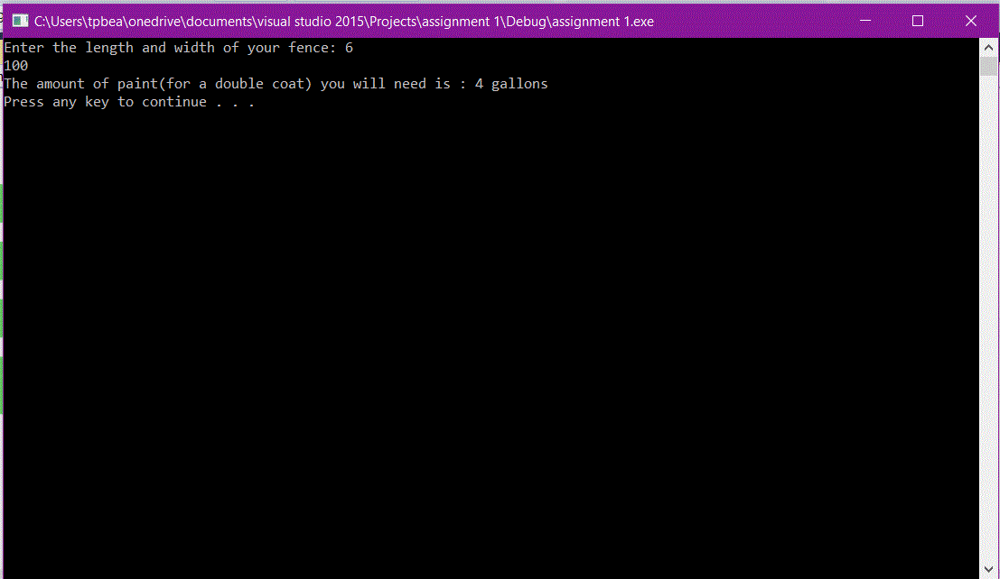 C:\Users\tpbea\onedrive\documents\visual studio 2015\Projects\assignment 1\Debug\assignment 1.exe
Enter the length and width of your fence: 6
100
The amount of paint(for a double coat) you will need is : 4 gallons
Press any key to continue . . .